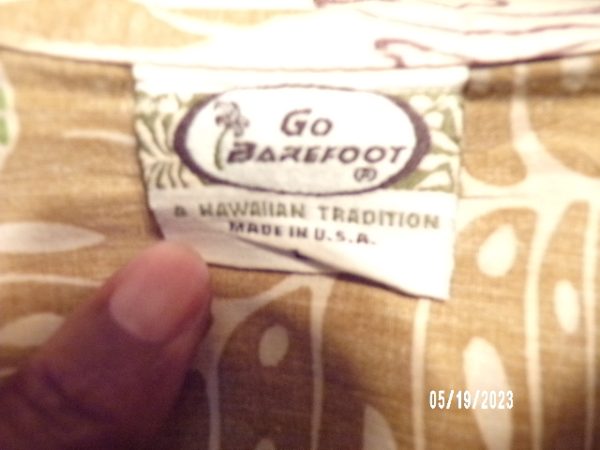 Go
BAREFOOT
®
A HAWAIIAN TRADITION
MADE IN U.S.A.
L
05/19/2023